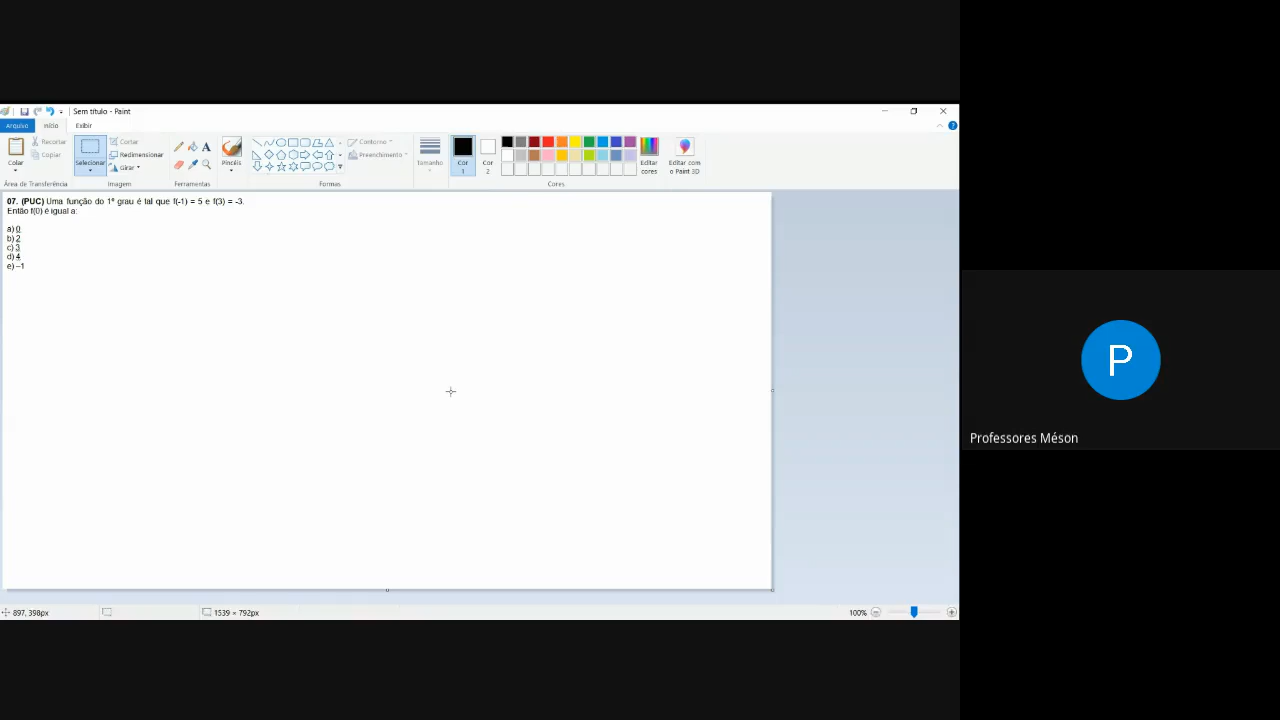 Sem título - Paint
Arquivo Início Exibir
Colar
Recortar
Copiar
Área de Transferência
Selecionar
Cortar
Redimensionar
Girar
Imagem
A
Ferramentas
Pincéis
Contorno
Preenchimento
Formas
Tamanho
Cor
1
Cor
2
Editar
cores
Editar com
o Paint 3D
Cores
07. (PUC) Uma função do 1º grau é tal que f(-1) = 5 e f(3) = -3.
Então f(0) é igual a:
a) 0
b) 2
c) 3
d) 4
e) –1
P
Professores Méson
897, 398px
1539 × 792px
100%